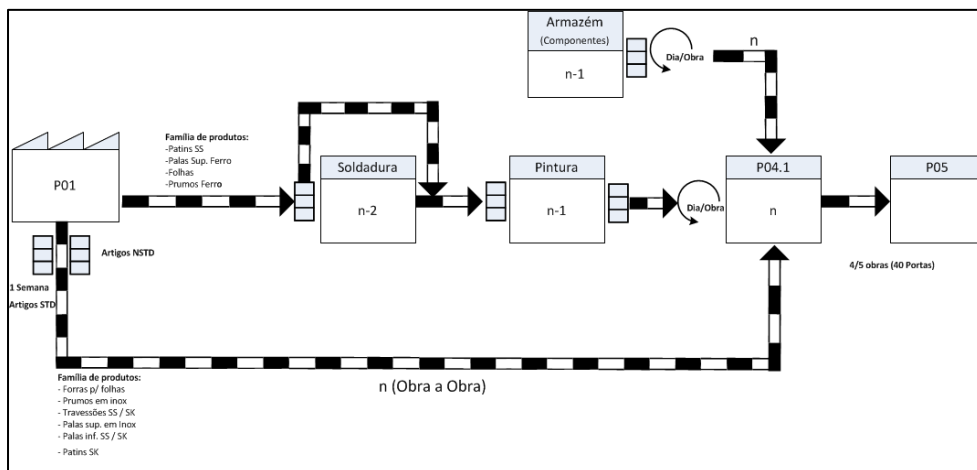 Armazém
(Componentes)
n-1
Dia/Obra
n
P01
Família de produtos:
-Patins SS
-Palas Sup. Ferro
-Folhas
-Prumos Ferro
Soldadura
n-2
Pintura
n-1
Dia/Obra
P04.1
n
P05
4/5 obras (40 Portas)
Artigos NSTD
1 Semana
Artigos STD
n (Obra a Obra)
Família de produtos:
- Forras p/ folhas
- Prumos em inox
- Travessões SS / SK
- Palas sup. em Inox
- Palas inf. SS / SK
- Patins SK